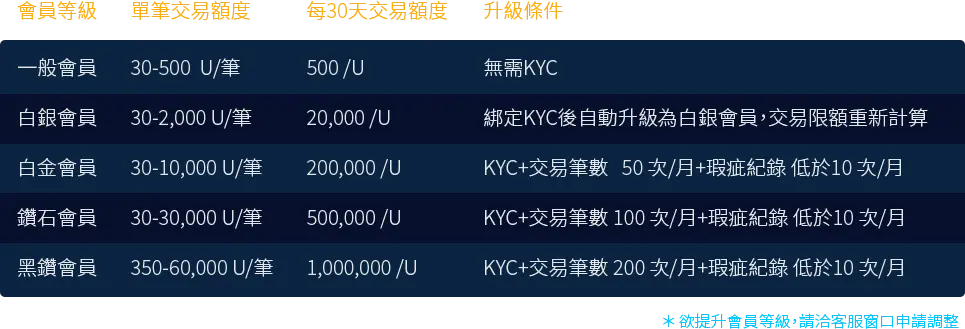 會員等級 單筆交易額度 每30天交易額度 升級條件
一般會員 30-500 U/筆 500 /U 無需KYC
白銀會員 30-2,000 U/筆 20,000 /U 綁定KYC後自動升級為白銀會員，交易限額重新計算
白金會員 30-10,000 U/筆 200,000 /U KYC+交易筆數 50 次/月+瑕疵紀錄 低於10 次/月
鑽石會員 30-30,000 U/筆 500,000 /U KYC+交易筆數 100 次/月+瑕疵紀錄 低於10 次/月
黑鑽會員 350-60,000 U/筆 1,000,000 /U KYC+交易筆數 200 次/月+瑕疵紀錄 低於10 次/月
＊欲提升會員等級，請洽客服窗口申請調整